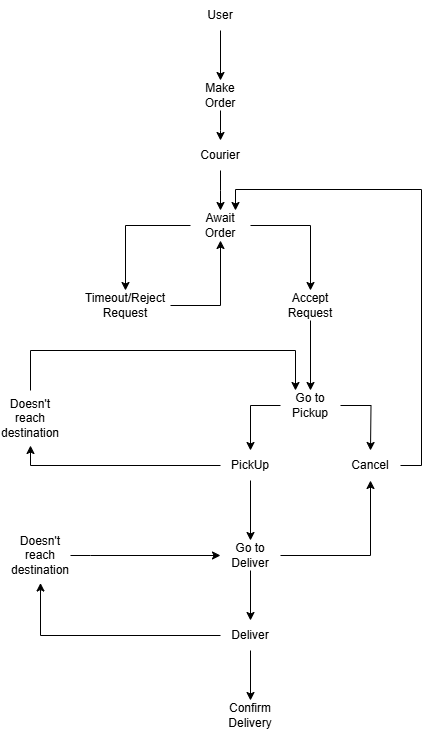 User
Make
Order
Courier
Await
Order
Timeout/Reject
Request
Accept
Request
Go to
Pickup
Doesn't
reach
destination
PickUp
Cancel
Doesn't
reach
destination
Go to
Deliver
Deliver
Confirm
Delivery